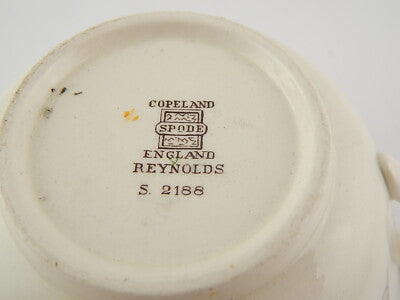 COPELAND
SPODE
ENGLAND
REYNOLDS
S. 2188